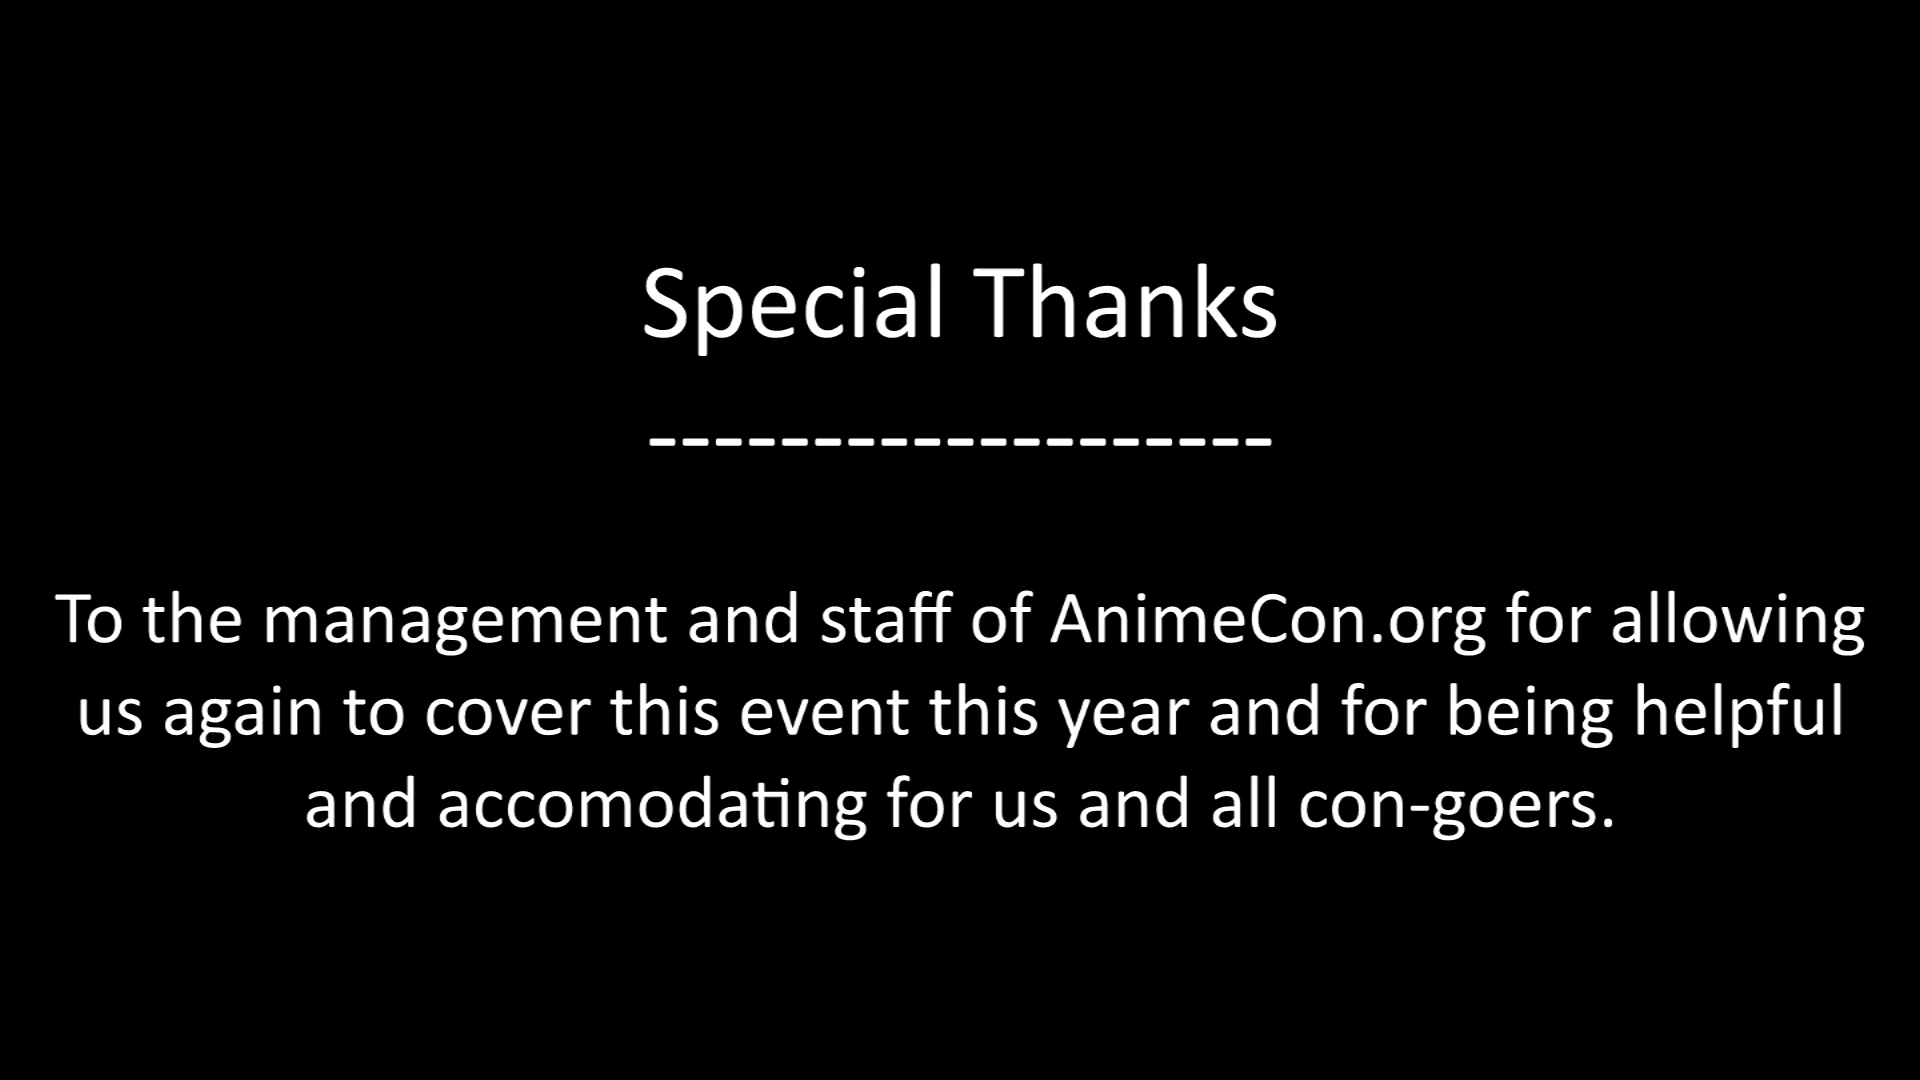 Special Thanks
-------------------
To the management and staff of AnimeCon.org for allowing
us again to cover this event this year and for being helpful
and accomodating for us and all con-goers.